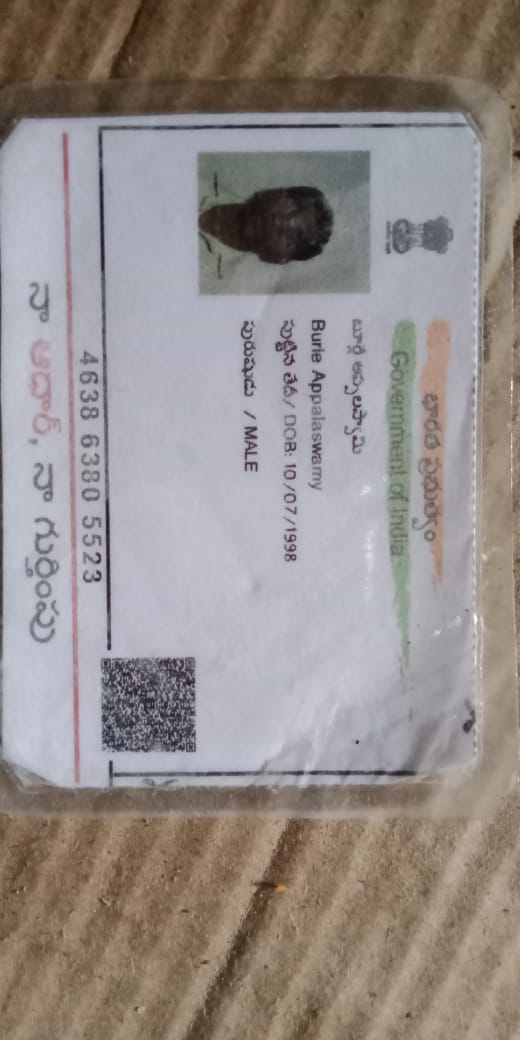 భారత ప్రభుత్వం
Government of India
బూర్లె అప్పలస్వామి
Burle Appalaswamy
పుట్టిన తేదీ/ DOB: 10/07/1998
పురుషుడు / MALE
4638 6380 5523
నా ఆధార్, నా గుర్తింపు